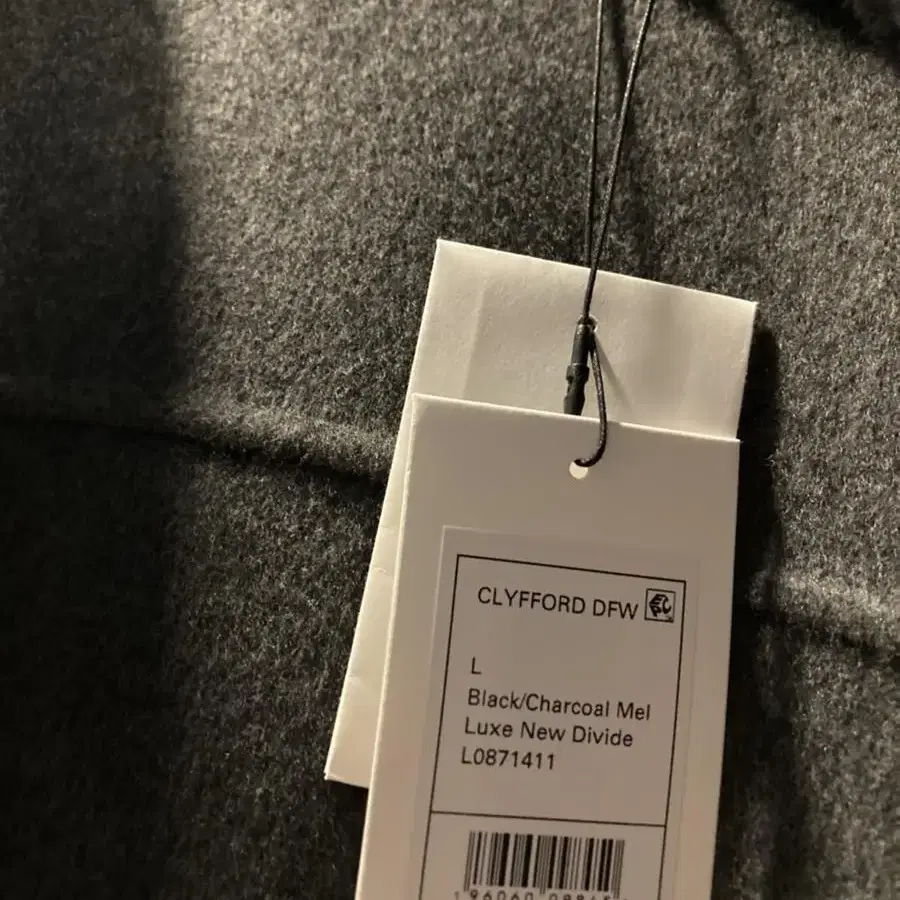 CLYFFORD DFW
L
Black/Charcoal Mel
Luxe New Divide
L0871411